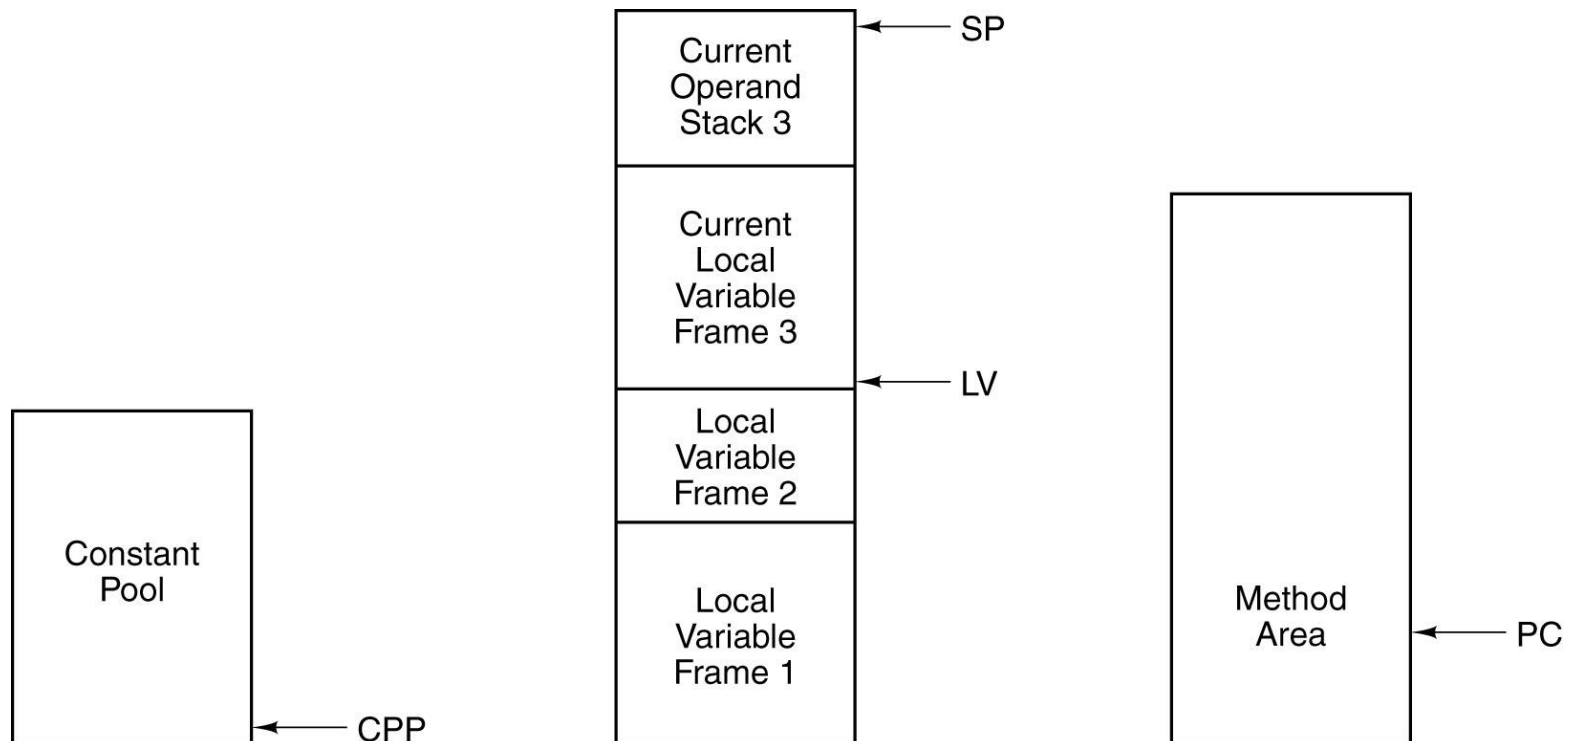 Constant
Pool
CPP
Current
Operand
Stack 3
SP
Current
Local
Variable
Frame 3
LV
Local
Variable
Frame 2
Local
Variable
Frame 1
Method
Area
PC